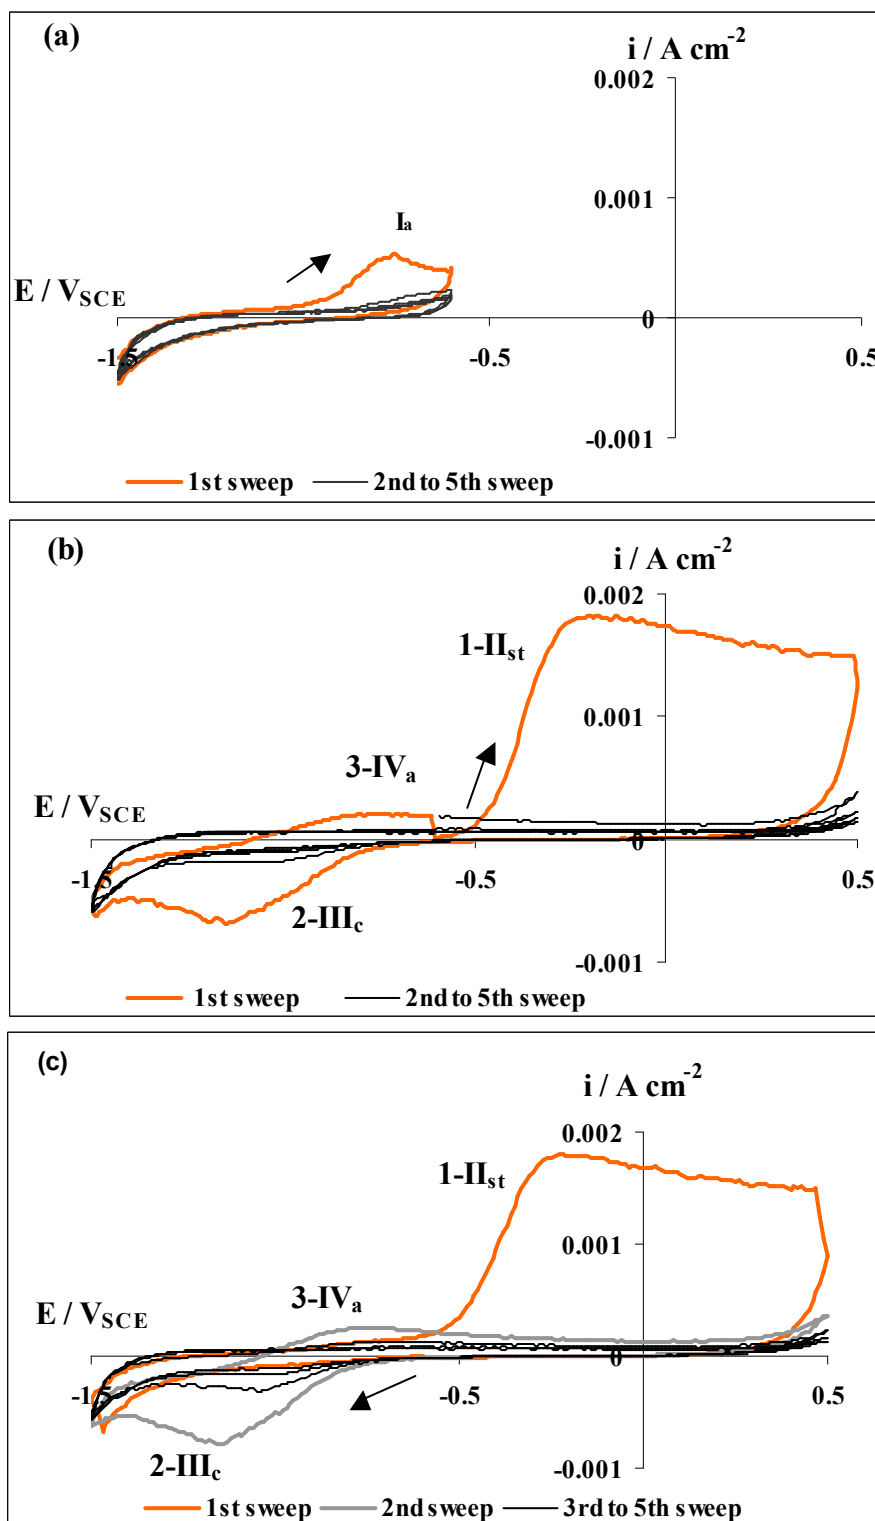 (a)
i / A cm-2
0.002
0.001
Ia
E / VSCE
0
-1.5
-0.5
0.5
-0.001
1st sweep
2nd to 5th sweep
(b)
i / A cm-2
0.002
1-IIst
0.001
3-IVa
E / VSCE
0
-1.5
-0.5
0.5
2-IIIc
-0.001
1st sweep
2nd to 5th sweep
(c)
i / A cm-2
0.002
1-IIst
0.001
3-IVa
E / VSCE
0
-1.5
-0.5
0.5
2-IIIc
-0.001
1st sweep
2nd sweep
3rd to 5th sweep